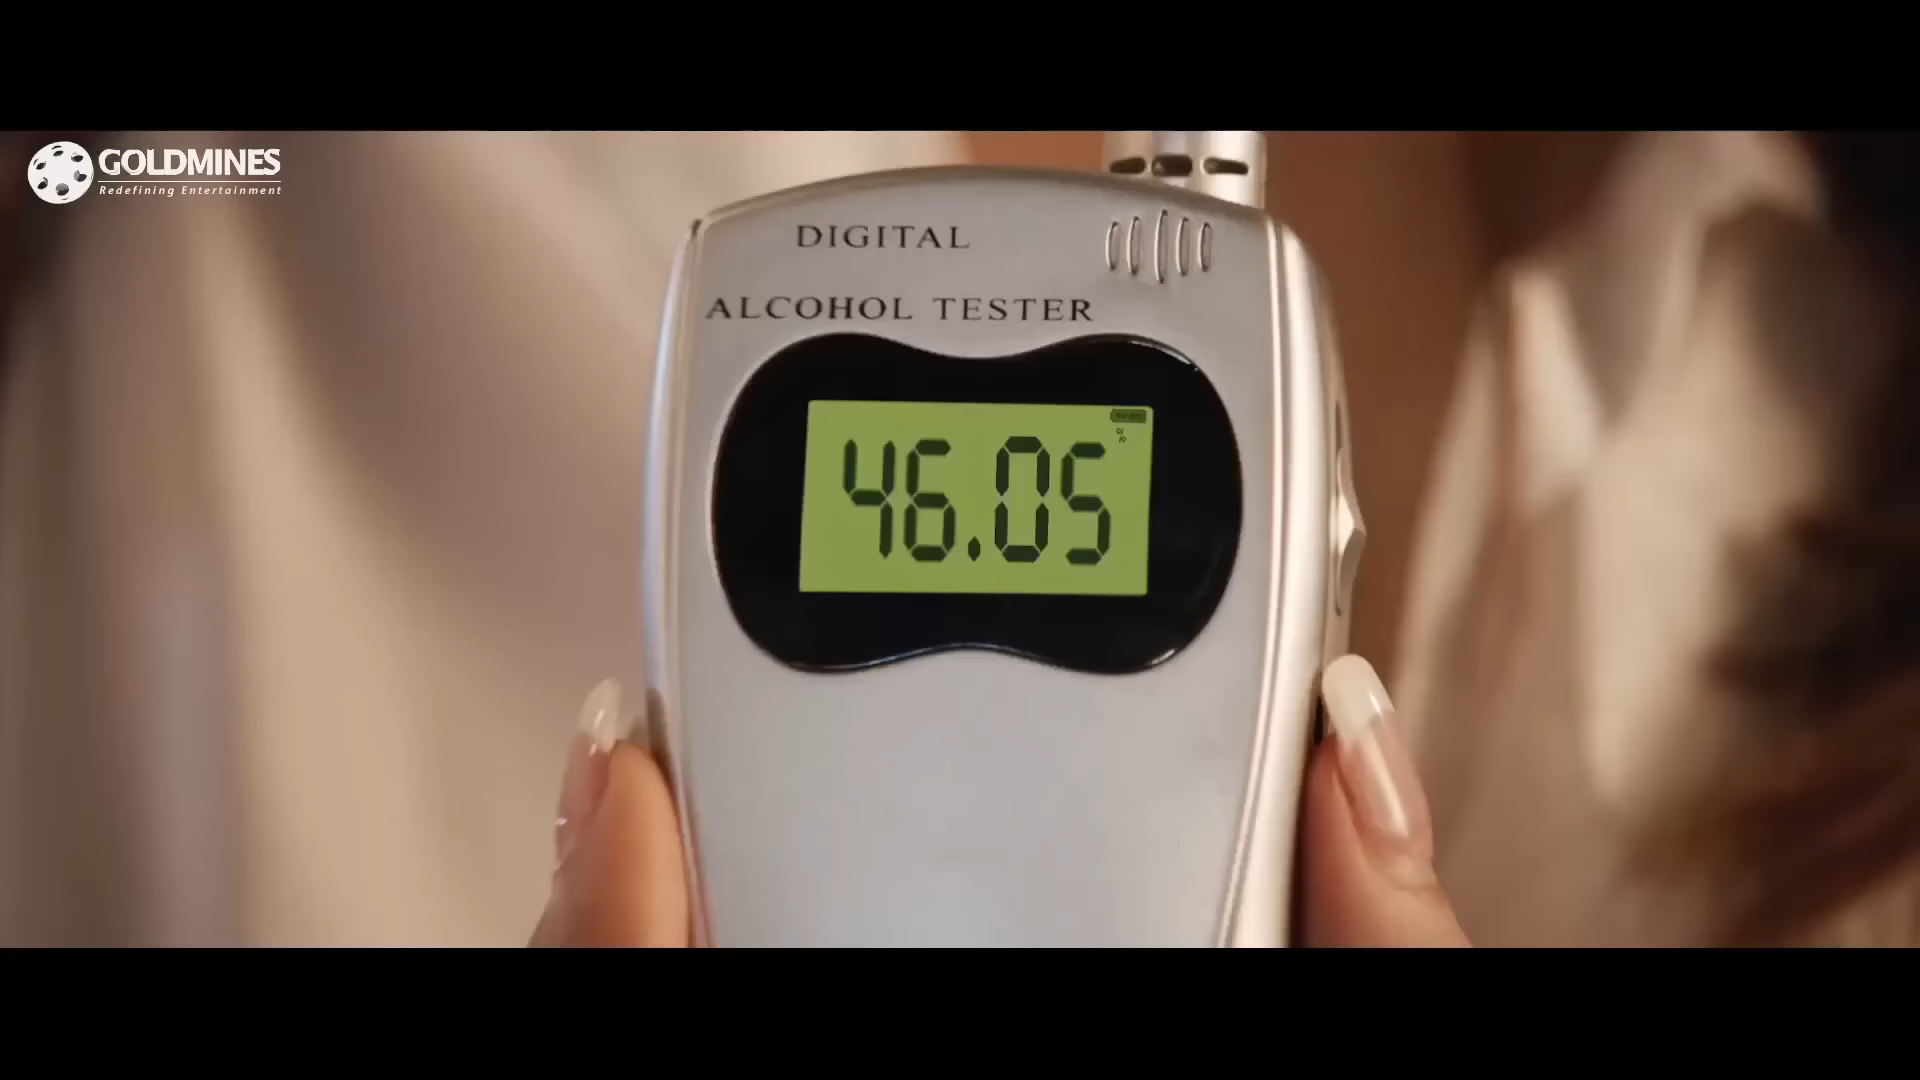 GOLDMINES
Redefining Entertainment
DIGITAL
ALCOHOL TESTER
%
46.05